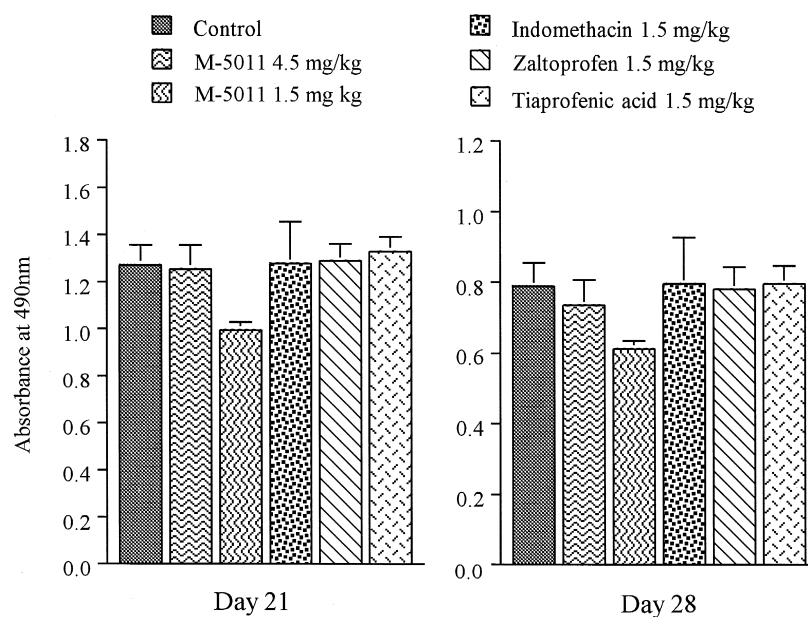 Control
M-5011 4.5 mg/kg
M-5011 1.5 mg kg
Indomethacin 1.5 mg/kg
Zaltoprofen 1.5 mg/kg
Tiaprofenic acid 1.5 mg/kg
Absorbance at 490nm
1.8
1.6
1.4
1.2
1.0
0.8
0.6
0.4
0.2
0.0
Day 21
1.2
1.0
0.8
0.6
0.4
0.2
0.0
Day 28